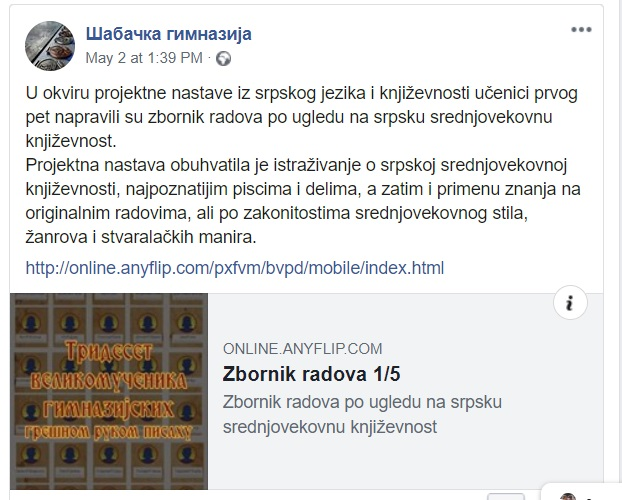 Шабачка гимназија
May 2 at 1:39 PM ·
U okviru projektne nastave iz srpskog jezika i književnosti učenici prvog
pet napravili su zbornik radova po ugledu na srpsku srednjovekovnu
književnost.
Projektna nastava obuhvatila je istraživanje o srpskoj srednjovekovnoj
književnosti, najpoznatijim piscima i delima, a zatim i primenu znanja na
originalnim radovima, ali po zakonitostima srednjovekovnog stila,
žanrova i stvaralačkih manira.
http://online.anyflip.com/pxfvm/bvpd/mobile/index.html
Тридесет
великомученика
гимназијских
грешном руком писаху
ONLINE.ANYFLIP.COM
Zbornik radova 1/5
Zbornik radova po ugledu na srpsku
srednjovekovnu književnost